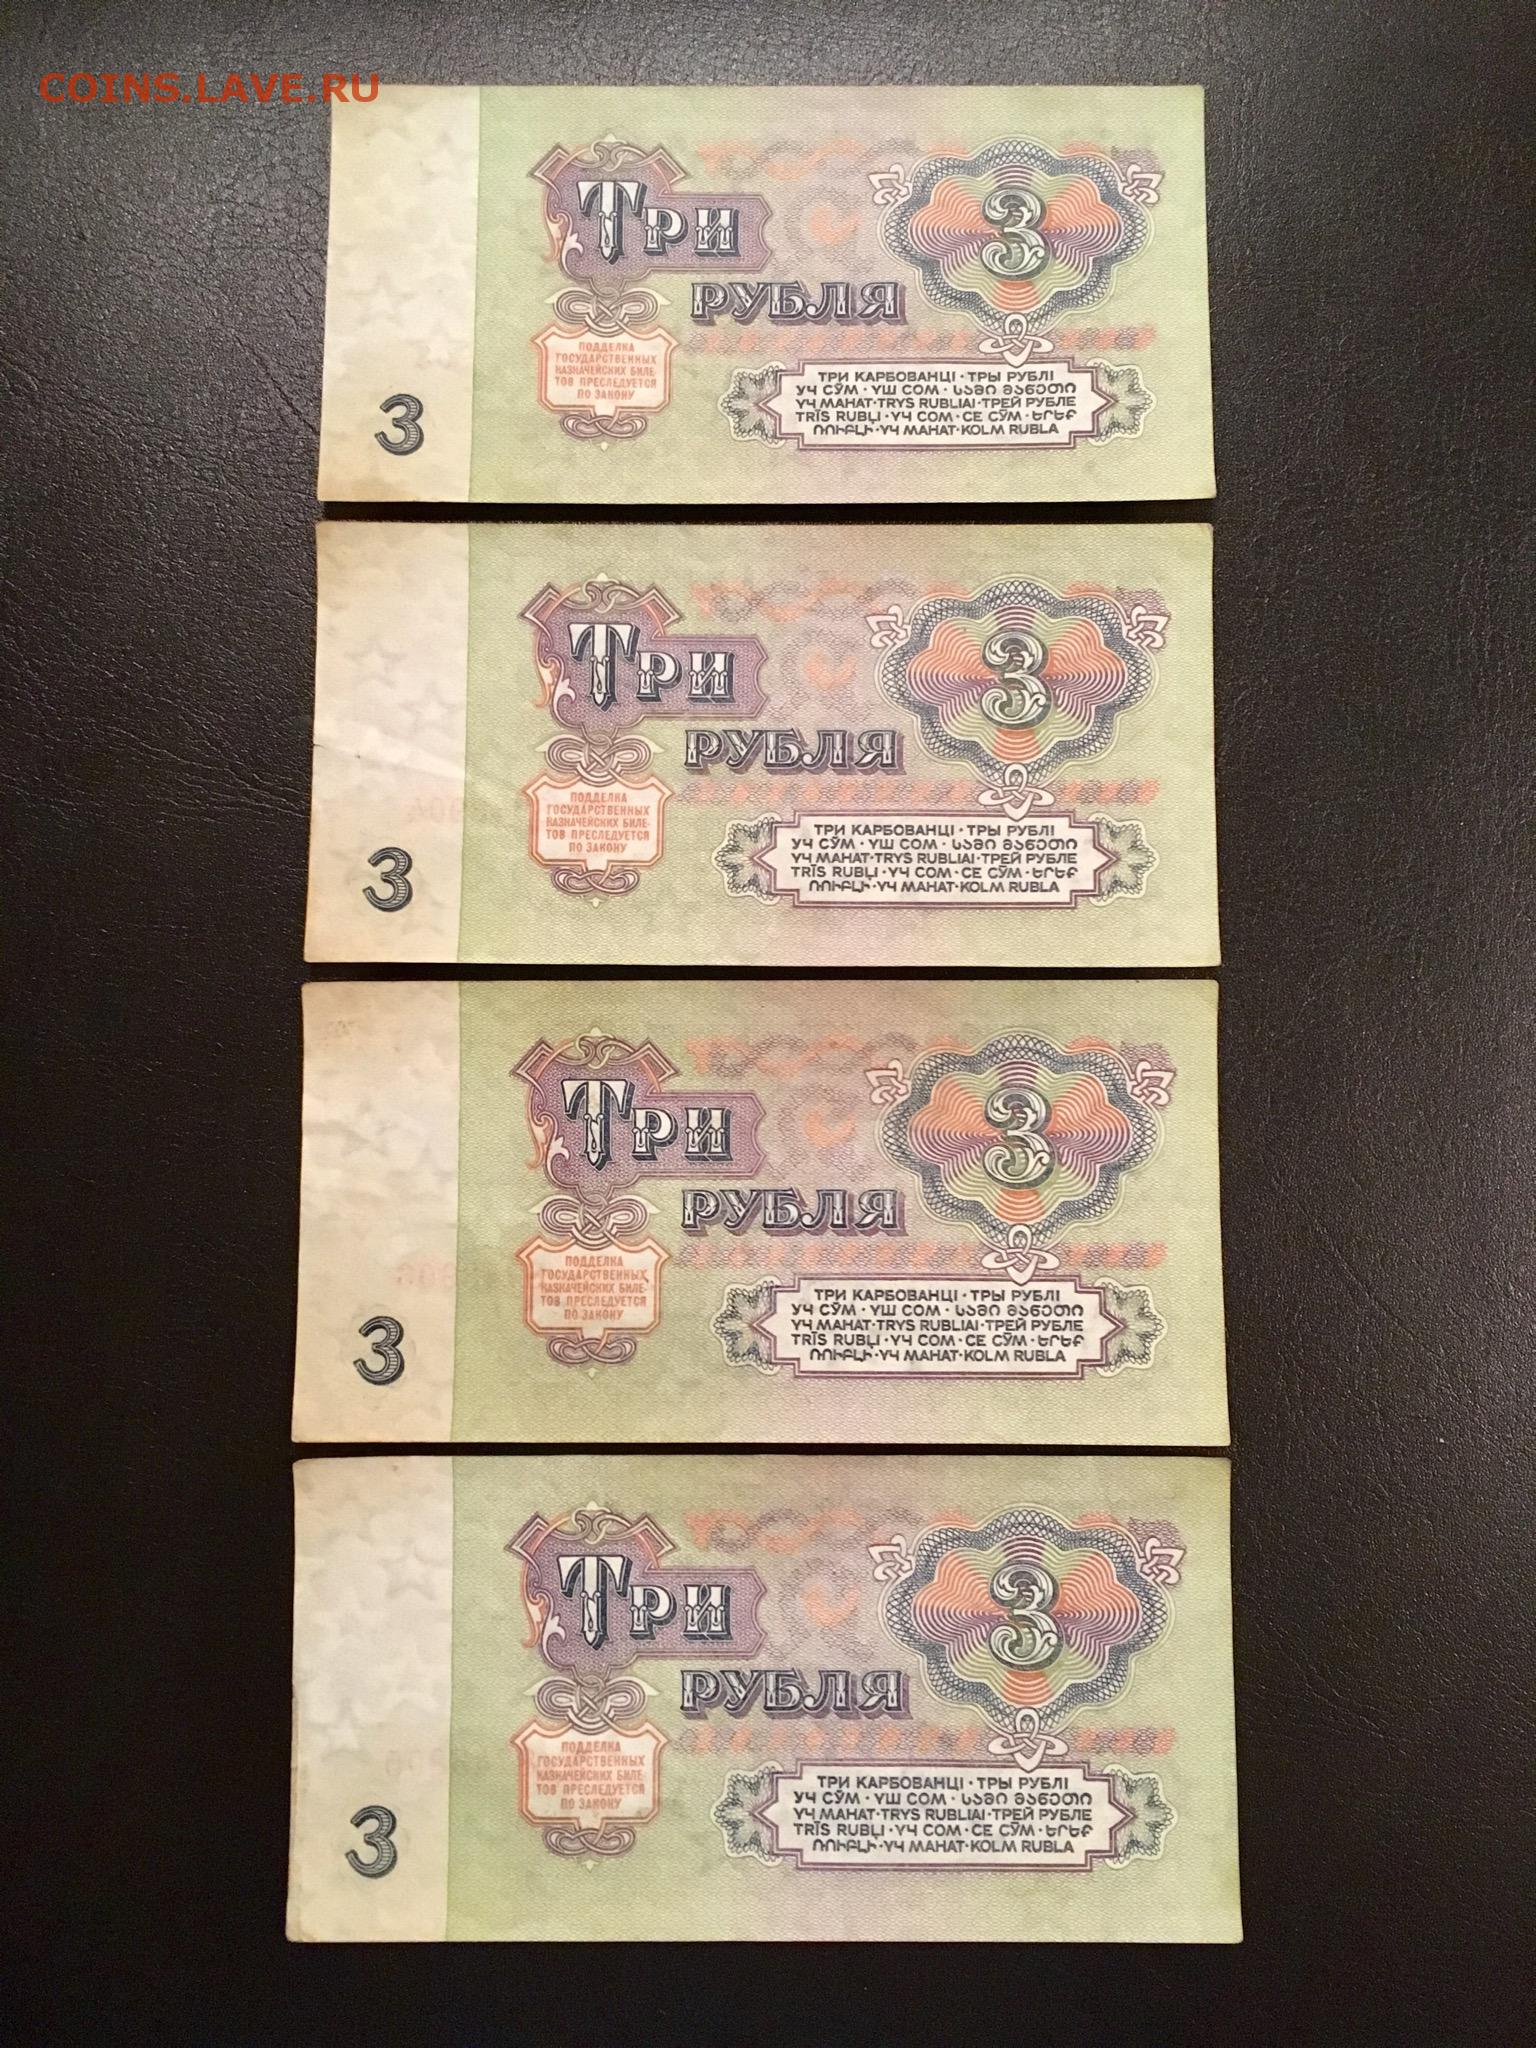 COINS.LAVE.RU
Три
3
РУБЛЯ
ПОДДЕЛКА
ГОСУДАРСТВЕННЫХ
КАЗНАЧЕЙСКИХ БИЛЕ-
ТОВ ПРЕСЛЕДУЕТСЯ
ПО ЗАКОНУ
ТРИ КАРБОВАНЦІ · ТРЫ РУБЛІ
УЧ СЎМ · ҮШ СОМ · ᲡᲐᲛᲘ ᲛᲐᲜᲔᲗᲘ
ҮЧ МАНАТ · TRYS RUBLIAI · ТРЕЙ РУБЛЕ
TRĪS RUBĻI · ҮЧ СОМ · СЕ СӮМ · ԵՐԵՔ
ՌՈՒԲԼԻ · ҮЧ МАНАТ · KOLM RUBLA
3
Три
3
РУБЛЯ
ПОДДЕЛКА
ГОСУДАРСТВЕННЫХ
КАЗНАЧЕЙСКИХ БИЛЕ-
ТОВ ПРЕСЛЕДУЕТСЯ
ПО ЗАКОНУ
ТРИ КАРБОВАНЦІ · ТРЫ РУБЛІ
УЧ СЎМ · ҮШ СОМ · ᲡᲐᲛᲘ ᲛᲐᲜᲔᲗᲘ
ҮЧ МАНАТ · TRYS RUBLIAI · ТРЕЙ РУБЛЕ
TRĪS RUBĻI · ҮЧ СОМ · СЕ СӮМ · ԵՐԵՔ
ՌՈՒԲԼԻ · ҮЧ МАНАТ · KOLM RUBLA
3
Три
3
РУБЛЯ
ПОДДЕЛКА
ГОСУДАРСТВЕННЫХ
КАЗНАЧЕЙСКИХ БИЛЕ-
ТОВ ПРЕСЛЕДУЕТСЯ
ПО ЗАКОНУ
ТРИ КАРБОВАНЦІ · ТРЫ РУБЛІ
УЧ СЎМ · ҮШ СОМ · ᲡᲐᲛᲘ ᲛᲐᲜᲔᲗᲘ
ҮЧ МАНАТ · TRYS RUBLIAI · ТРЕЙ РУБЛЕ
TRĪS RUBĻI · ҮЧ СОМ · СЕ СӮМ · ԵՐԵՔ
ՌՈՒԲԼԻ · ҮЧ МАНАТ · KOLM RUBLA
3
Три
3
РУБЛЯ
ПОДДЕЛКА
ГОСУДАРСТВЕННЫХ
КАЗНАЧЕЙСКИХ БИЛЕ-
ТОВ ПРЕСЛЕДУЕТСЯ
ПО ЗАКОНУ
ТРИ КАРБОВАНЦІ · ТРЫ РУБЛІ
УЧ СЎМ · ҮШ СОМ · ᲡᲐᲛᲘ ᲛᲐᲜᲔᲗᲘ
ҮЧ МАНАТ · TRYS RUBLIAI · ТРЕЙ РУБЛЕ
TRĪS RUBĻI · ҮЧ СОМ · СЕ СӮМ · ԵՐԵՔ
ՌՈՒԲԼԻ · ҮЧ МАНАТ · KOLM RUBLA
3